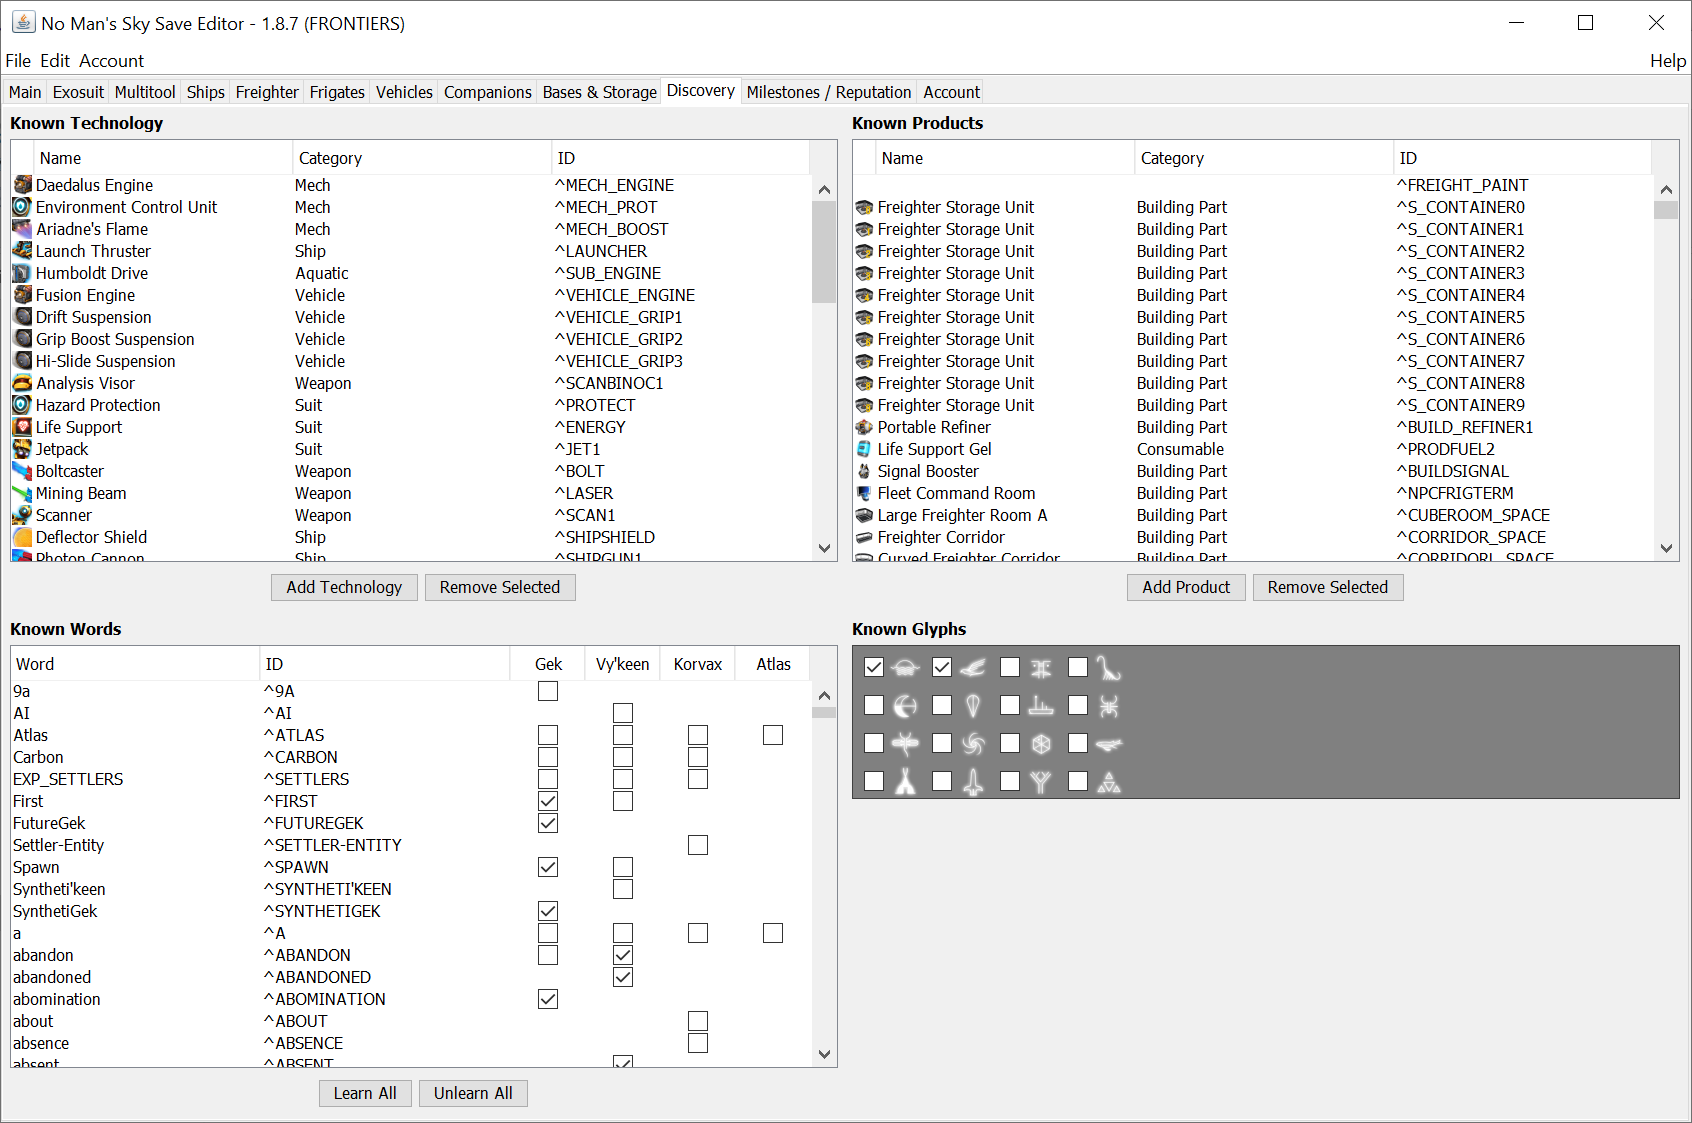 No Man's Sky Save Editor - 1.8.7 (FRONTIERS)
File Edit Account Help
Main Exosuit Multitool Ships Freighter Frigates Vehicles Companions Bases & Storage Discovery Milestones / Reputation Account
Known Technology
Name Category ID
Daedalus Engine Mech ^MECH_ENGINE
Environment Control Unit Mech ^MECH_PROT
Ariadne's Flame Mech ^MECH_BOOST
Launch Thruster Ship ^LAUNCHER
Humboldt Drive Aquatic ^SUB_ENGINE
Fusion Engine Vehicle ^VEHICLE_ENGINE
Drift Suspension Vehicle ^VEHICLE_GRIP1
Grip Boost Suspension Vehicle ^VEHICLE_GRIP2
Hi-Slide Suspension Vehicle ^VEHICLE_GRIP3
Analysis Visor Weapon ^SCANBINOC1
Hazard Protection Suit ^PROTECT
Life Support Suit ^ENERGY
Jetpack Suit ^JET1
Boltcaster Weapon ^BOLT
Mining Beam Weapon ^LASER
Scanner Weapon ^SCAN1
Deflector Shield Ship ^SHIPSHIELD
Photon Cannon Ship ^SHIPGUN1
Add Technology Remove Selected
Known Products
Name Category ID
^FREIGHT_PAINT
Freighter Storage Unit Building Part ^S_CONTAINER0
Freighter Storage Unit Building Part ^S_CONTAINER1
Freighter Storage Unit Building Part ^S_CONTAINER2
Freighter Storage Unit Building Part ^S_CONTAINER3
Freighter Storage Unit Building Part ^S_CONTAINER4
Freighter Storage Unit Building Part ^S_CONTAINER5
Freighter Storage Unit Building Part ^S_CONTAINER6
Freighter Storage Unit Building Part ^S_CONTAINER7
Freighter Storage Unit Building Part ^S_CONTAINER8
Freighter Storage Unit Building Part ^S_CONTAINER9
Portable Refiner Building Part ^BUILD_REFINER1
Life Support Gel Consumable ^PRODFUEL2
Signal Booster Building Part ^BUILDSIGNAL
Fleet Command Room Building Part ^NPCFRIGTERM
Large Freighter Room A Building Part ^CUBEROOM_SPACE
Freighter Corridor Building Part ^CORRIDOR_SPACE
Curved Freighter Corridor Building Part ^CORRIDORL_SPACE
Add Product Remove Selected
Known Words
Word ID Gek Vy'keen Korvax Atlas
9a ^9A
AI ^AI
Atlas ^ATLAS
Carbon ^CARBON
EXP_SETTLERS ^SETTLERS
First ^FIRST
FutureGek ^FUTUREGEK
Settler-Entity ^SETTLER-ENTITY
Spawn ^SPAWN
Syntheti'keen ^SYNTHETI'KEEN
SynthetiGek ^SYNTHETIGEK
a ^A
abandon ^ABANDON
abandoned ^ABANDONED
abomination ^ABOMINATION
about ^ABOUT
absence ^ABSENCE
absent ^ABSENT
Learn All Unlearn All
Known Glyphs